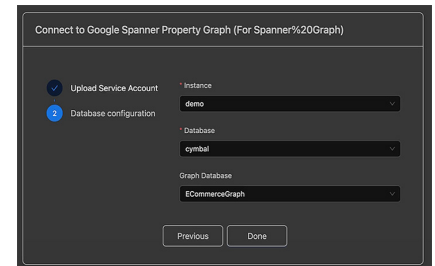 Connect to Google Spanner Property Graph (For Spanner%20Graph)
Upload Service Account
2 Database configuration
* Instance
demo
* Database
cymbal
Graph Database
ECommerceGraph
Previous
Done